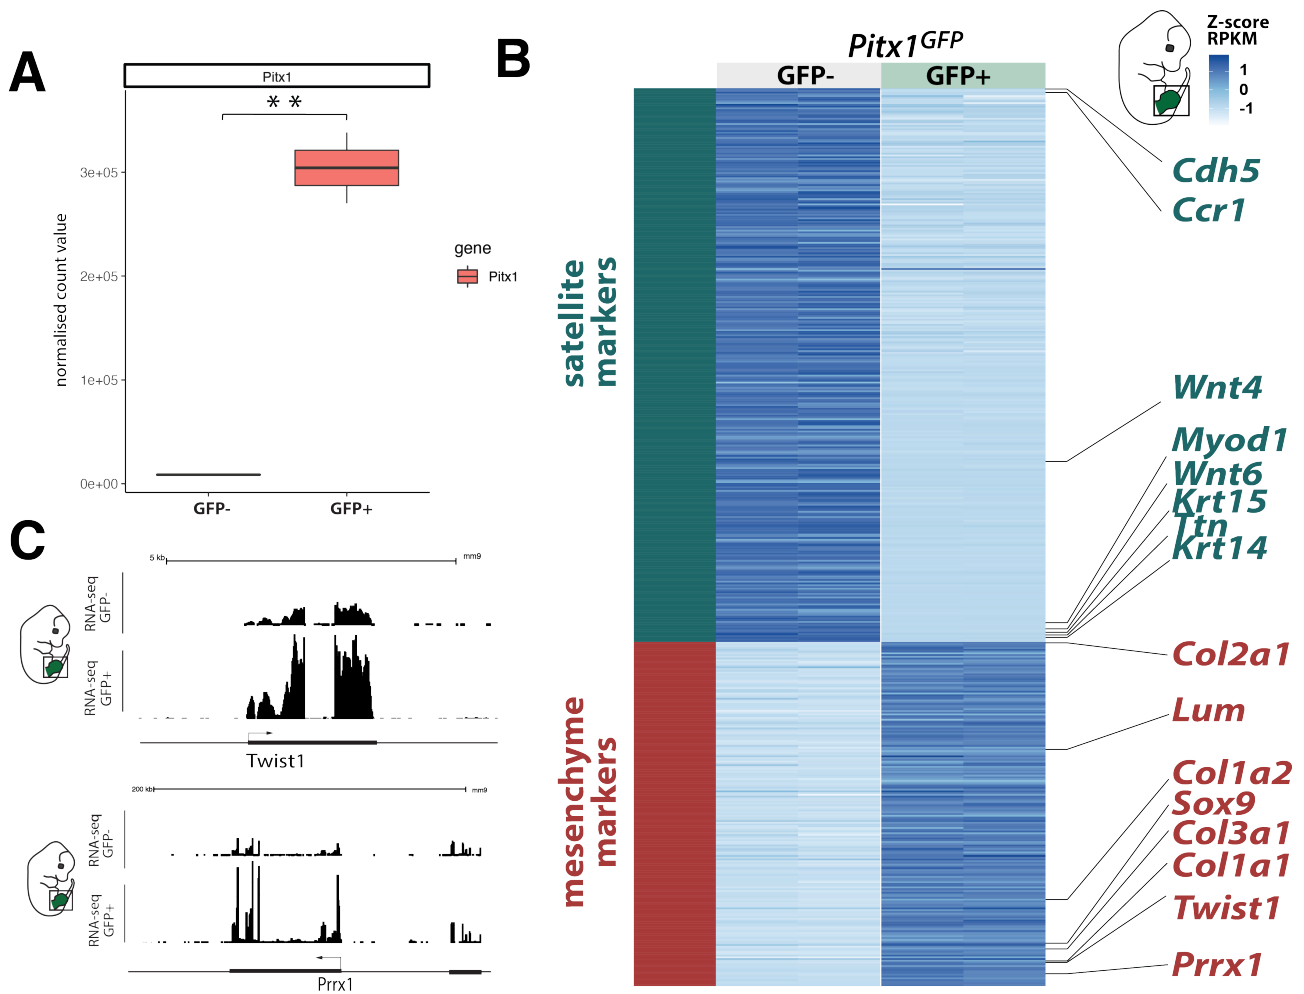 A
Pitx1
* *
3e+05
2e+05
1e+05
0e+00
normalised count value
GFP-
GFP+
gene
Pitx1
B
Pitx1GFP
GFP-
GFP+
Z-score
RPKM
1
0
-1
satellite
markers
mesenchyme
markers
Cdh5
Ccr1
Wnt4
Myod1
Wnt6
Krt15
Ttn
Krt14
Col2a1
Lum
Col1a2
Sox9
Col3a1
Col1a1
Twist1
Prrx1
C
5 kb
mm9
RNA-seq
GFP-
RNA-seq
GFP+
Twist1
200 kb
mm9
RNA-seq
GFP-
RNA-seq
GFP+
Prrx1